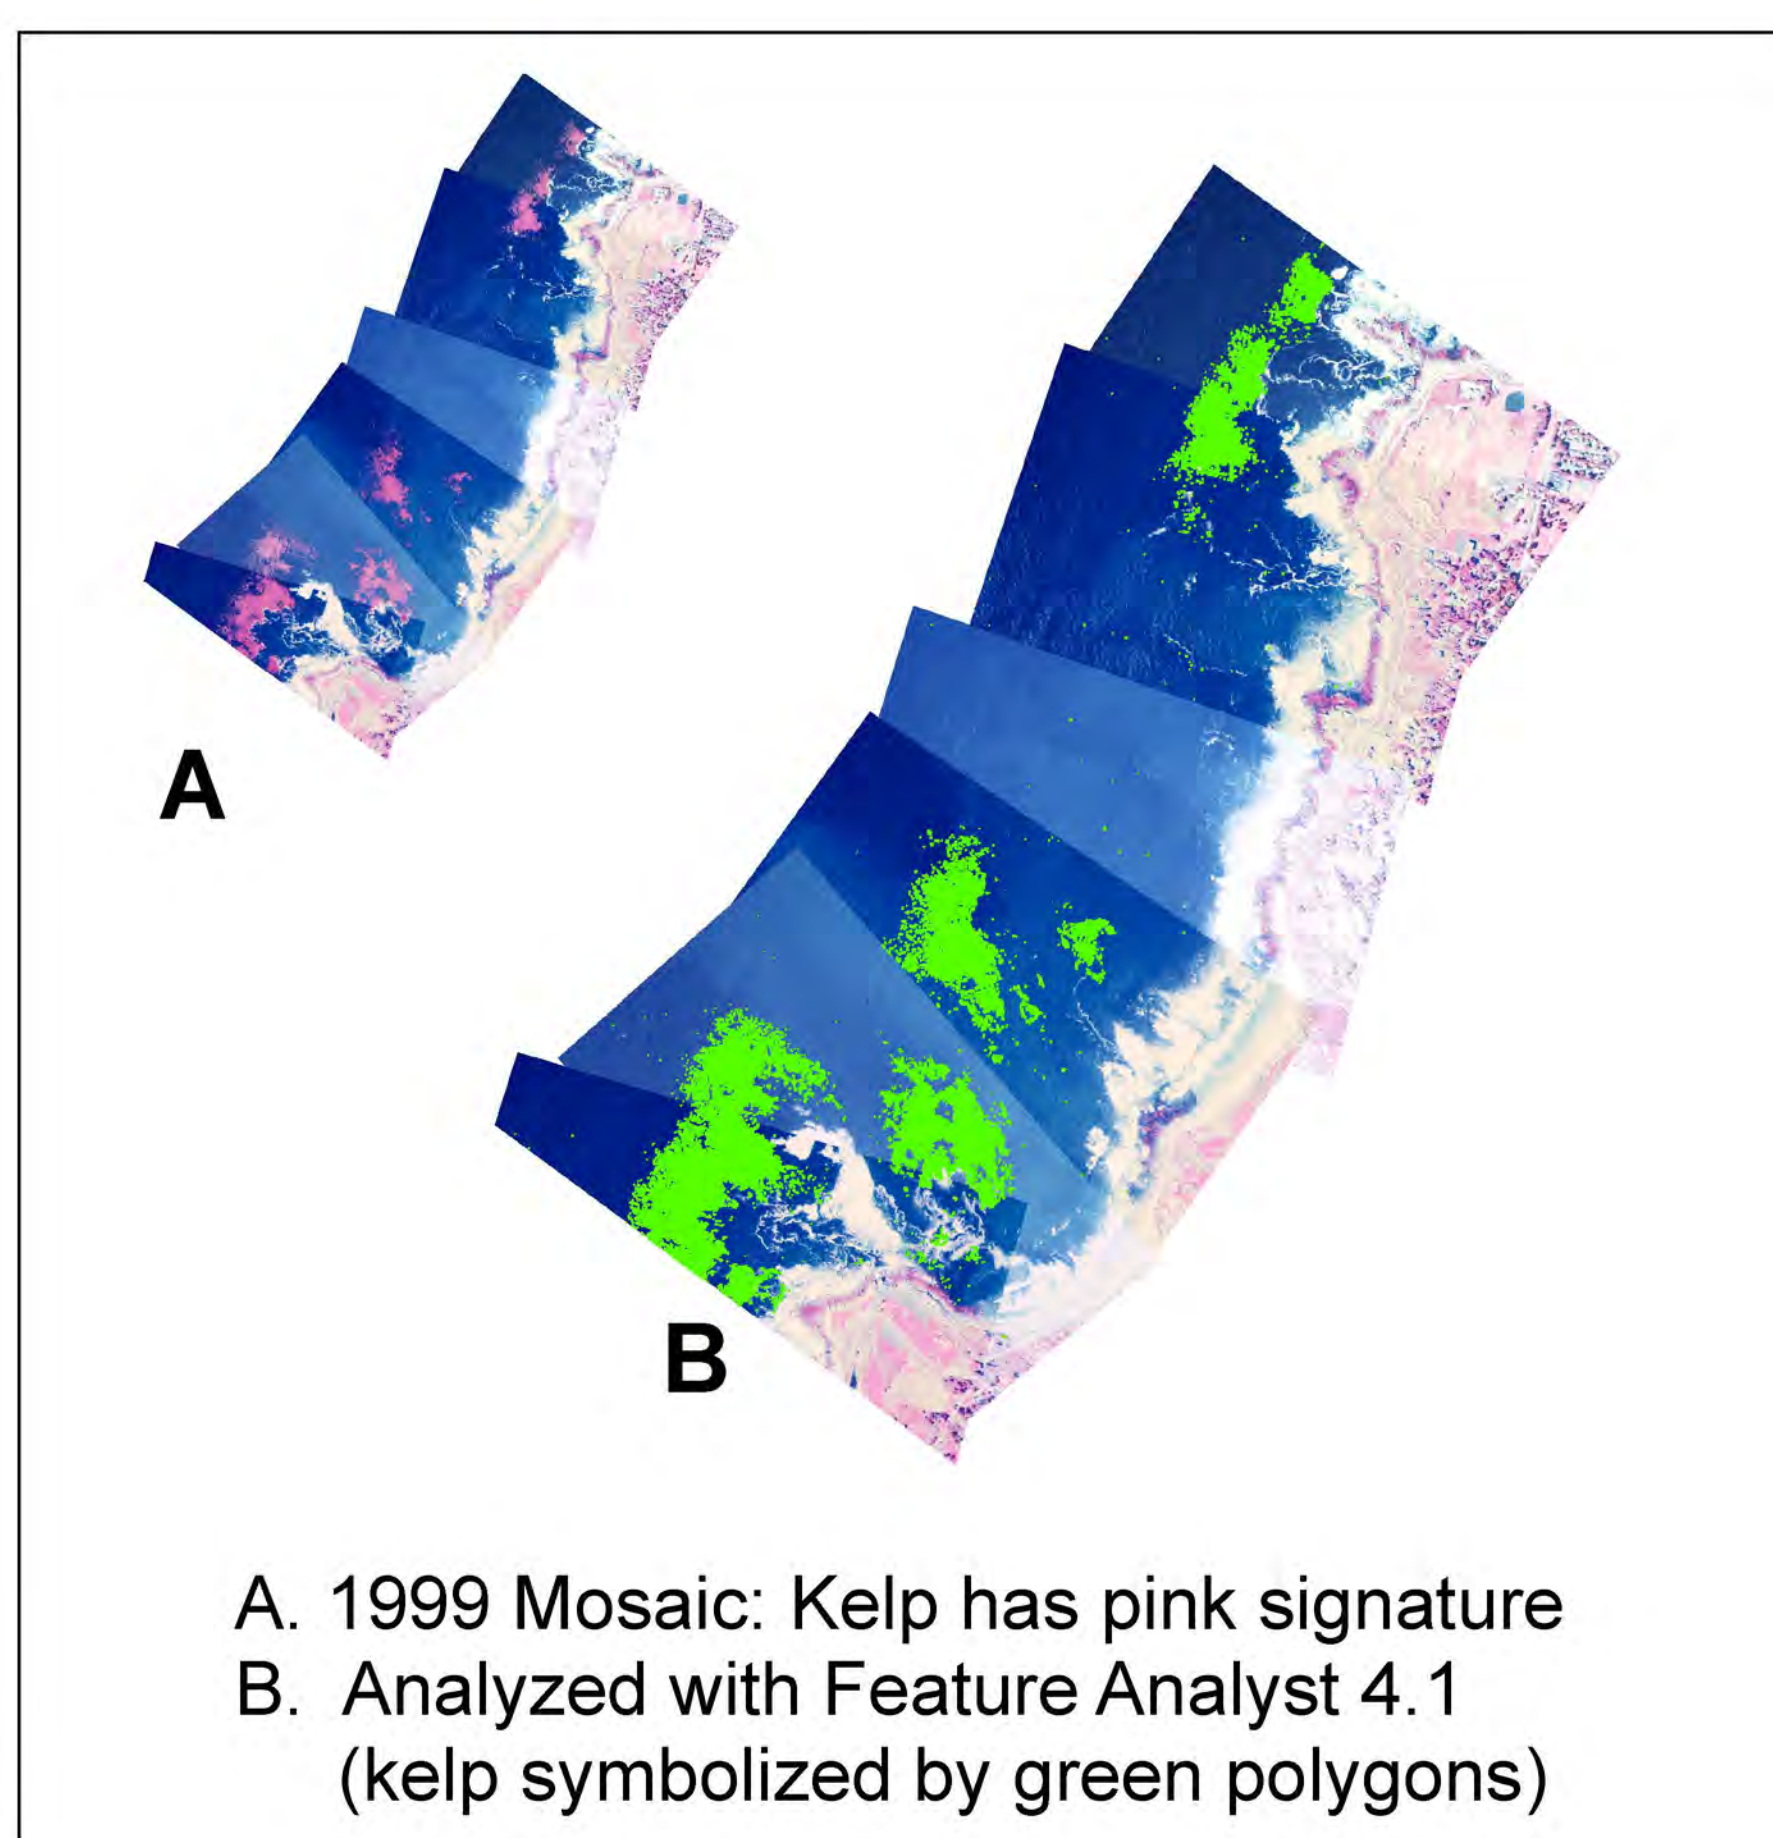 A
B
A. 1999 Mosaic: Kelp has pink signature
B. Analyzed with Feature Analyst 4.1
(kelp symbolized by green polygons)